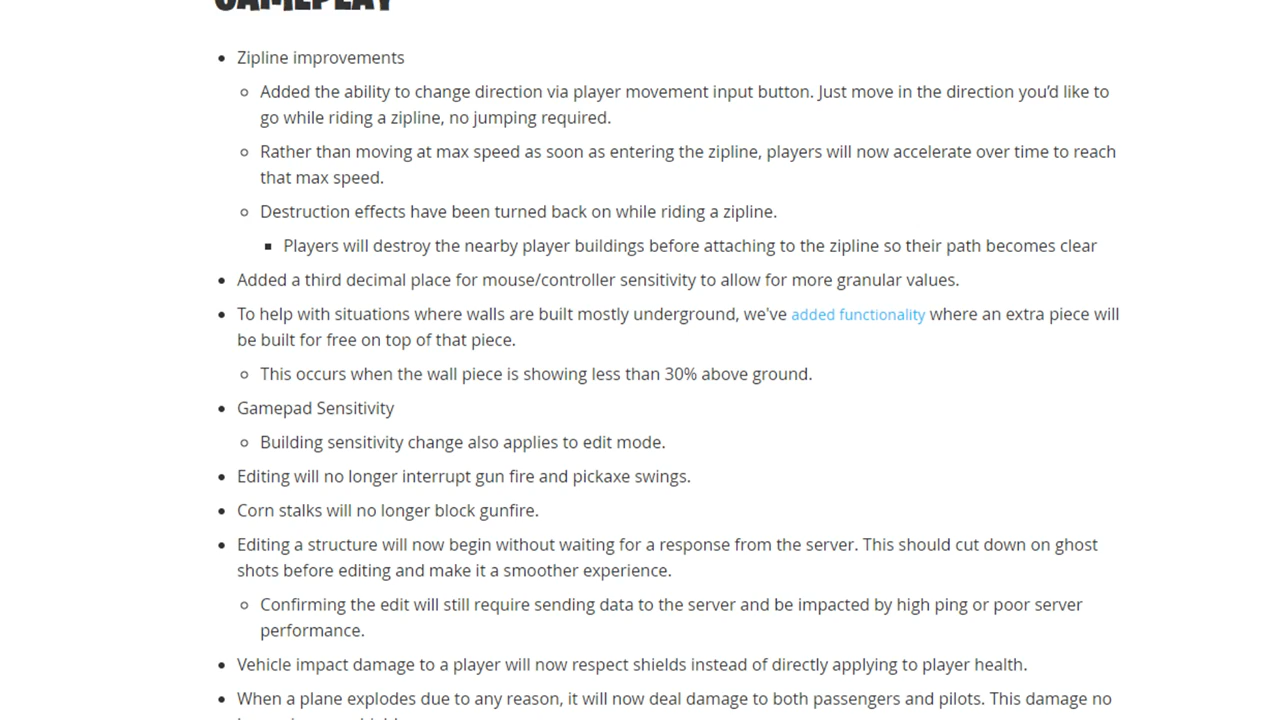 GAMEPLAY
Zipline improvements
Added the ability to change direction via player movement input button. Just move in the direction you'd like to
go while riding a zipline, no jumping required.
Rather than moving at max speed as soon as entering the zipline, players will now accelerate over time to reach
that max speed.
Destruction effects have been turned back on while riding a zipline.
Players will destroy the nearby player buildings before attaching to the zipline so their path becomes clear
Added a third decimal place for mouse/controller sensitivity to allow for more granular values.
To help with situations where walls are built mostly underground, we've added functionality where an extra piece will
be built for free on top of that piece.
This occurs when the wall piece is showing less than 30% above ground.
Gamepad Sensitivity
Building sensitivity change also applies to edit mode.
Editing will no longer interrupt gun fire and pickaxe swings.
Corn stalks will no longer block gunfire.
Editing a structure will now begin without waiting for a response from the server. This should cut down on ghost
shots before editing and make it a smoother experience.
Confirming the edit will still require sending data to the server and be impacted by high ping or poor server
performance.
Vehicle impact damage to a player will now respect shields instead of directly applying to player health.
When a plane explodes due to any reason, it will now deal damage to both passengers and pilots. This damage no